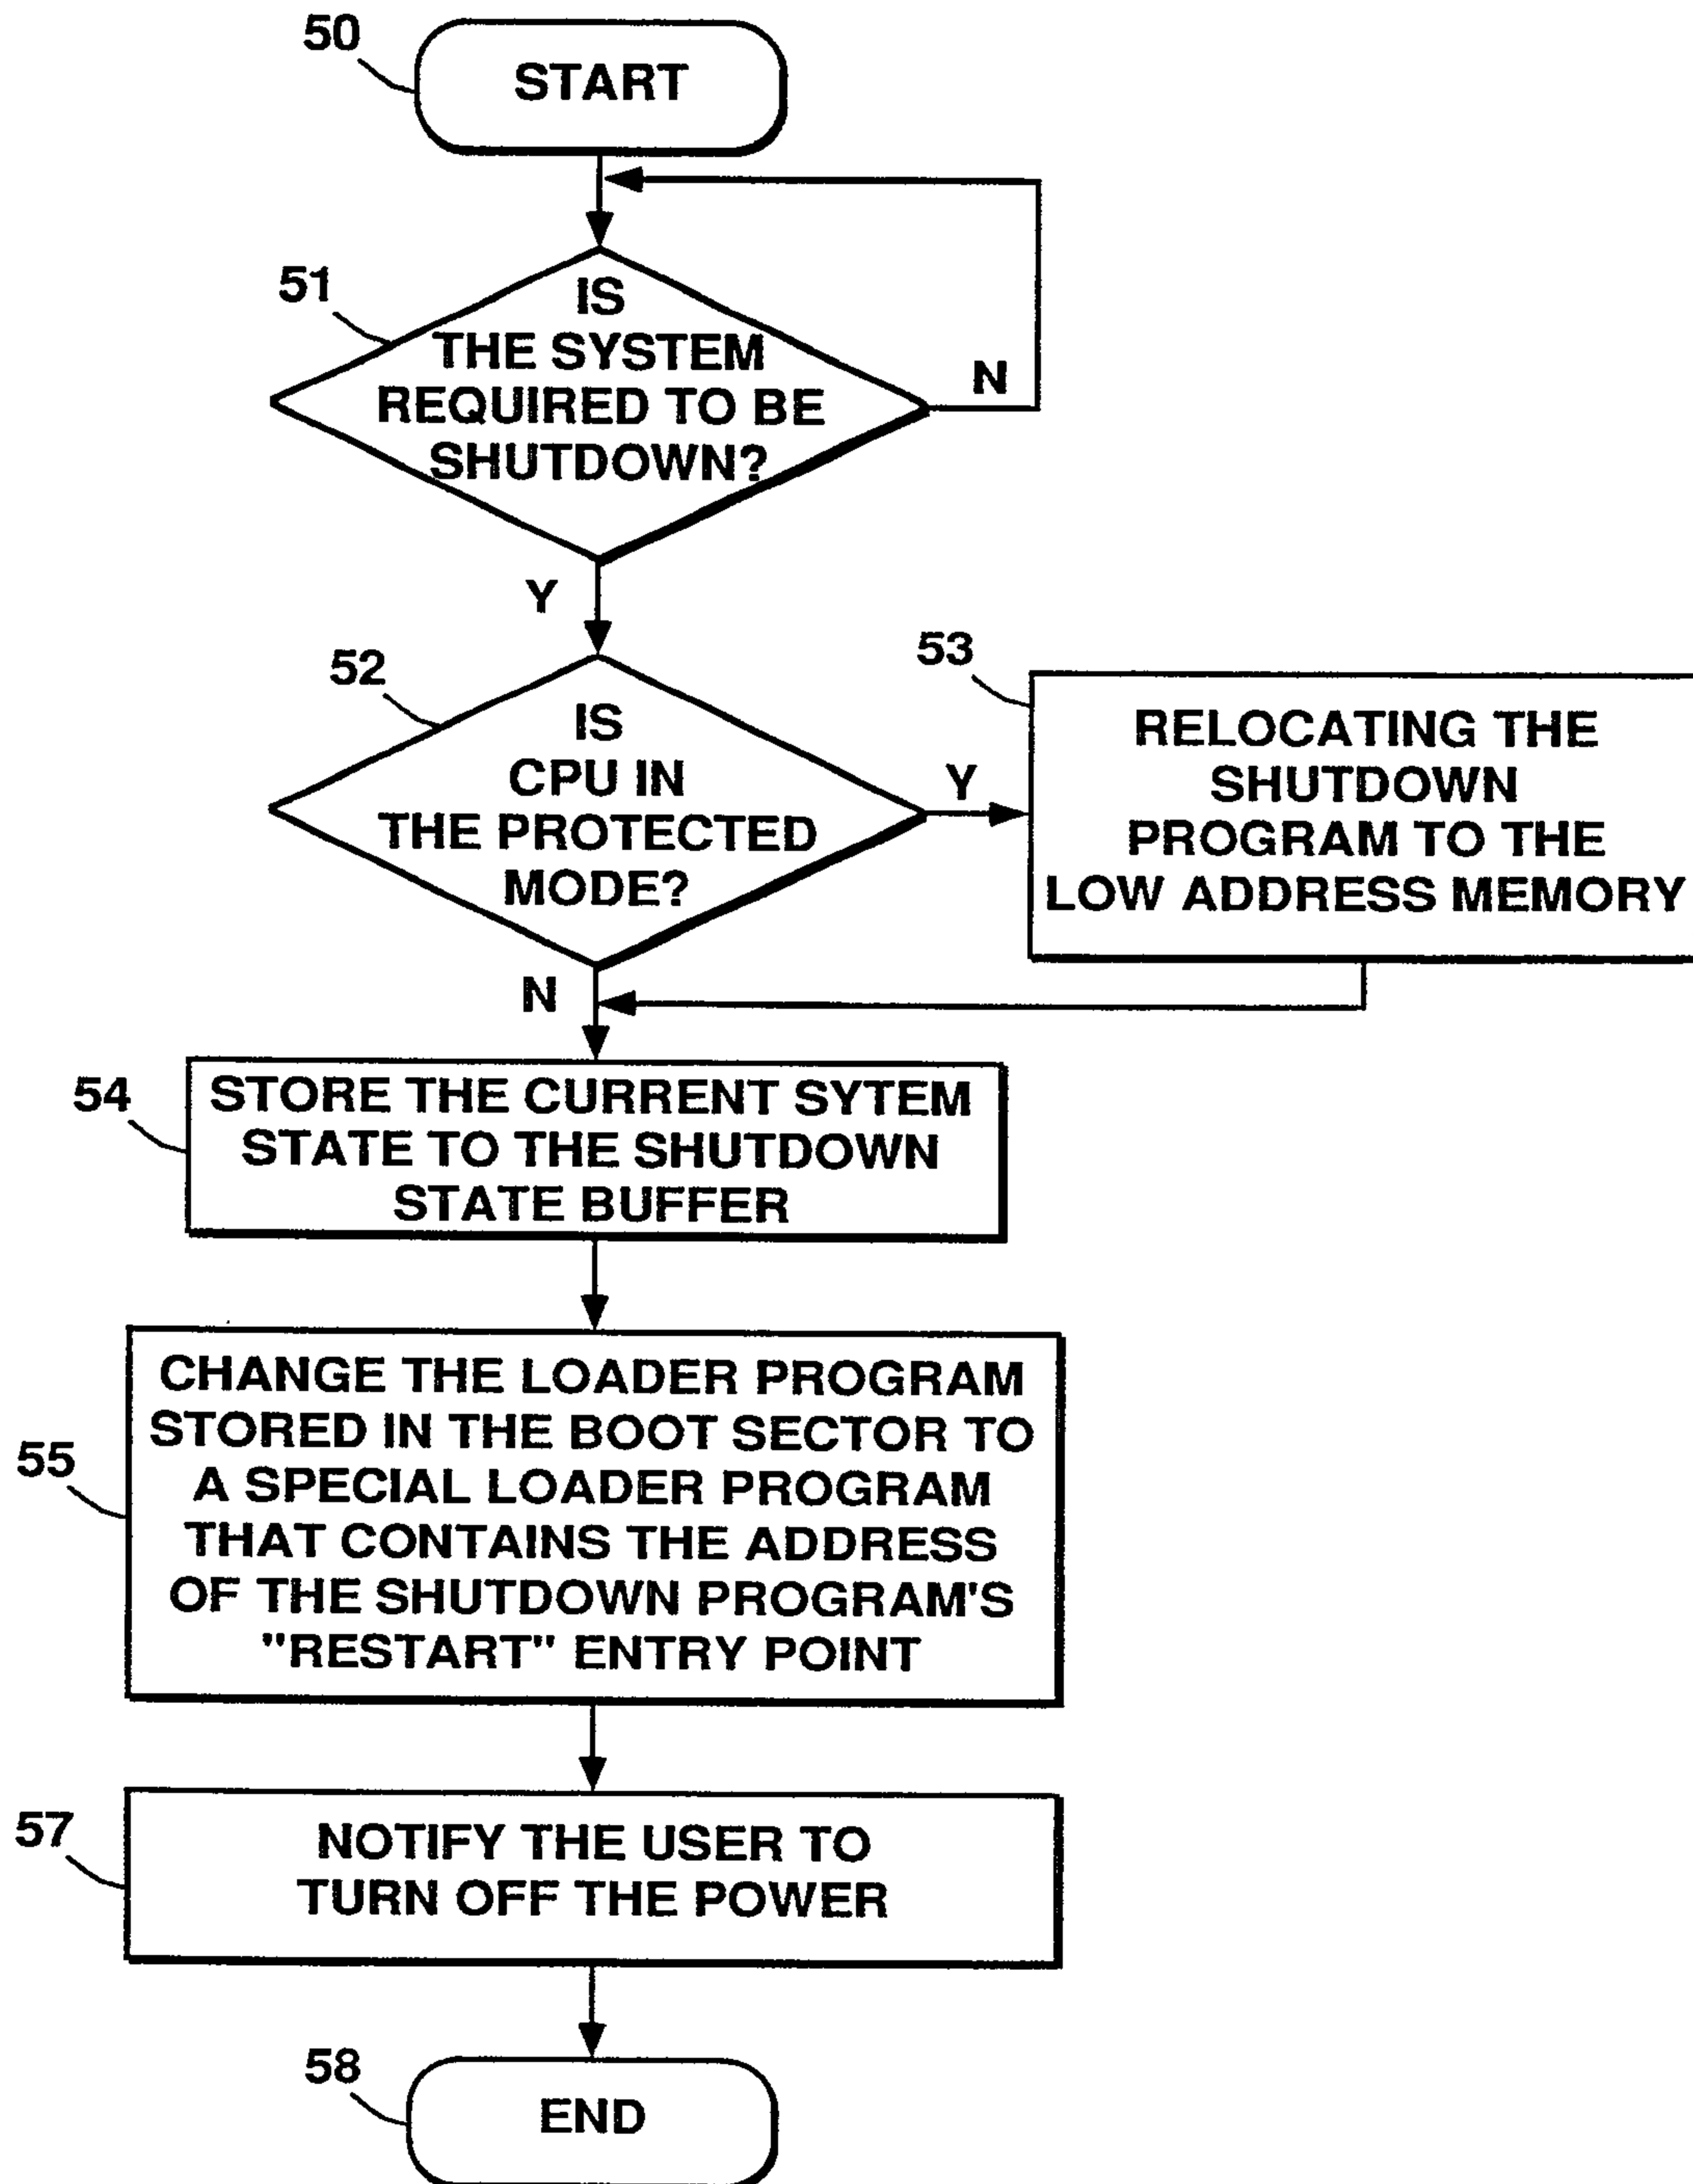 50
START
51
IS
THE SYSTEM
REQUIRED TO BE
SHUTDOWN?
N
Y
52
IS
CPU IN
THE PROTECTED
MODE?
Y
N
53
RELOCATING THE
SHUTDOWN
PROGRAM TO THE
LOW ADDRESS MEMORY
54
STORE THE CURRENT SYTEM
STATE TO THE SHUTDOWN
STATE BUFFER
55
CHANGE THE LOADER PROGRAM
STORED IN THE BOOT SECTOR TO
A SPECIAL LOADER PROGRAM
THAT CONTAINS THE ADDRESS
OF THE SHUTDOWN PROGRAM'S
"RESTART" ENTRY POINT
57
NOTIFY THE USER TO
TURN OFF THE POWER
58
END